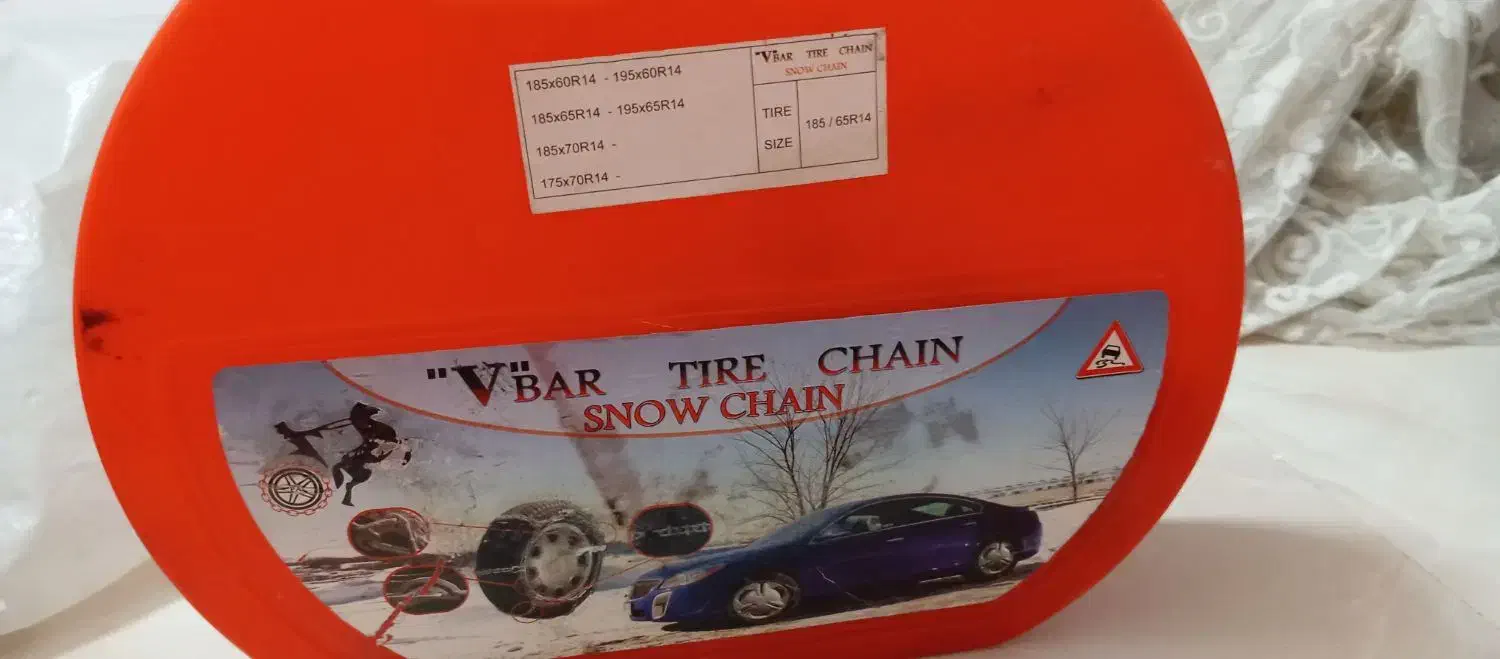 185x60R14 - 195x60R14
185x65R14 - 195x65R14
185x70R14 -
175x70R14 -
"V"BAR TIRE CHAIN
SNOW CHAIN
TIRE
SIZE
185 / 65R14
"V"BAR TIRE CHAIN
SNOW CHAIN